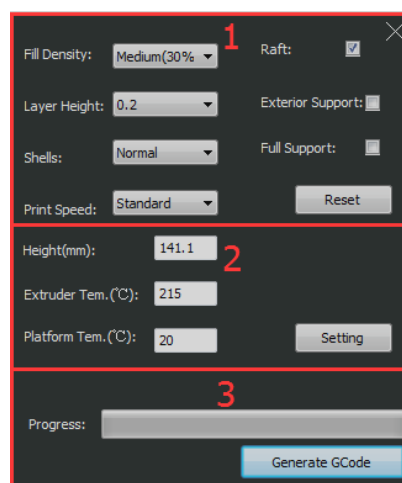 1
Fill Density: Medium(30% Raft:
Layer Height: 0.2 Exterior Support:
Shells: Normal Full Support:
Print Speed: Standard Reset
2
Height(mm): 141.1
Extruder Tem.(℃): 215
Platform Tem.(℃): 20 Setting
3
Progress:
Generate GCode